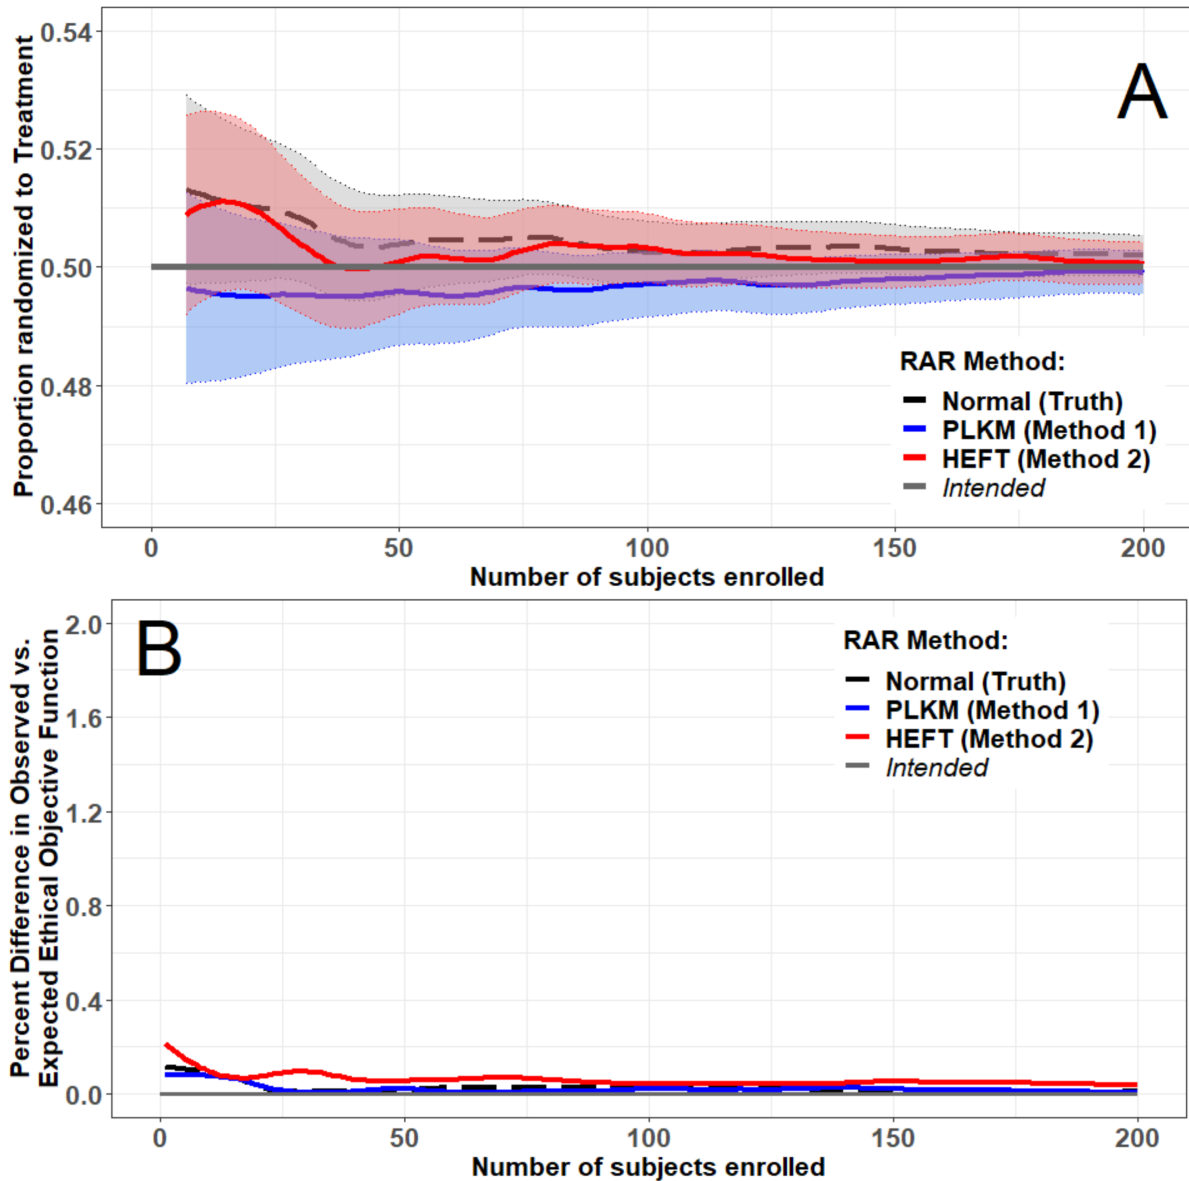 A
Proportion randomized to Treatment
0.54
0.52
0.50
0.48
0.46
RAR Method:
Normal (Truth)
PLKM (Method 1)
HEFT (Method 2)
Intended
0 50 100 150 200
Number of subjects enrolled
B
Percent Difference in Observed vs.
Expected Ethical Objective Function
2.0
1.6
1.2
0.8
0.4
0.0
RAR Method:
Normal (Truth)
PLKM (Method 1)
HEFT (Method 2)
Intended
0 50 100 150 200
Number of subjects enrolled